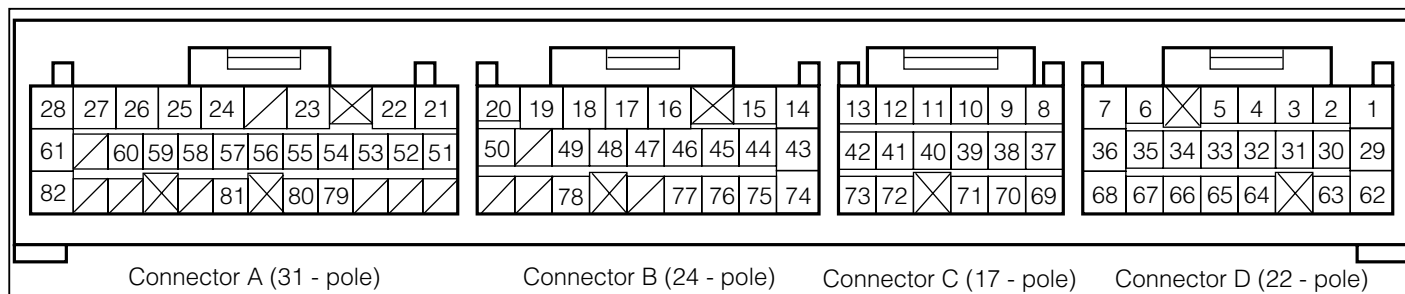 28 27 26 25 24 23 22 21 20 19 18 17 16 15 14 13 12 11 10 9 8 7 6 5 4 3 2 1
61 60 59 58 57 56 55 54 53 52 51 50 49 48 47 46 45 44 43 42 41 40 39 38 37 36 35 34 33 32 31 30 29
82 81 80 79 78 77 76 75 74 73 72 71 70 69 68 67 66 65 64 63 62
Connector A (31 - pole) Connector B (24 - pole) Connector C (17 - pole) Connector D (22 - pole)